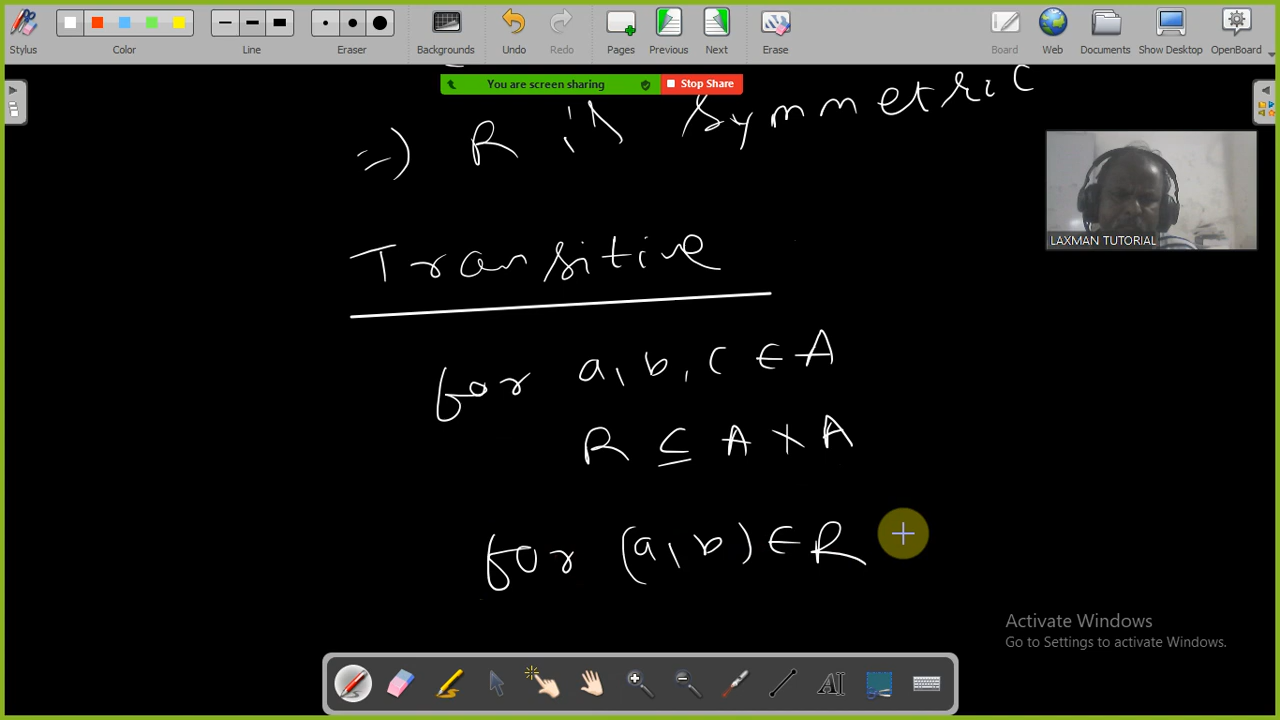 Stylus Color Line Eraser Backgrounds Undo Redo Pages Previous Next Erase Board Web Documents Show Desktop OpenBoard
You are screen sharing Stop Share
=) R is symmetric
LAXMAN TUTORIAL
Transitive
for a, b, c ∈ A
R ⊆ A × A
for (a, b) ∈ R
Activate Windows
Go to Settings to activate Windows.
AI